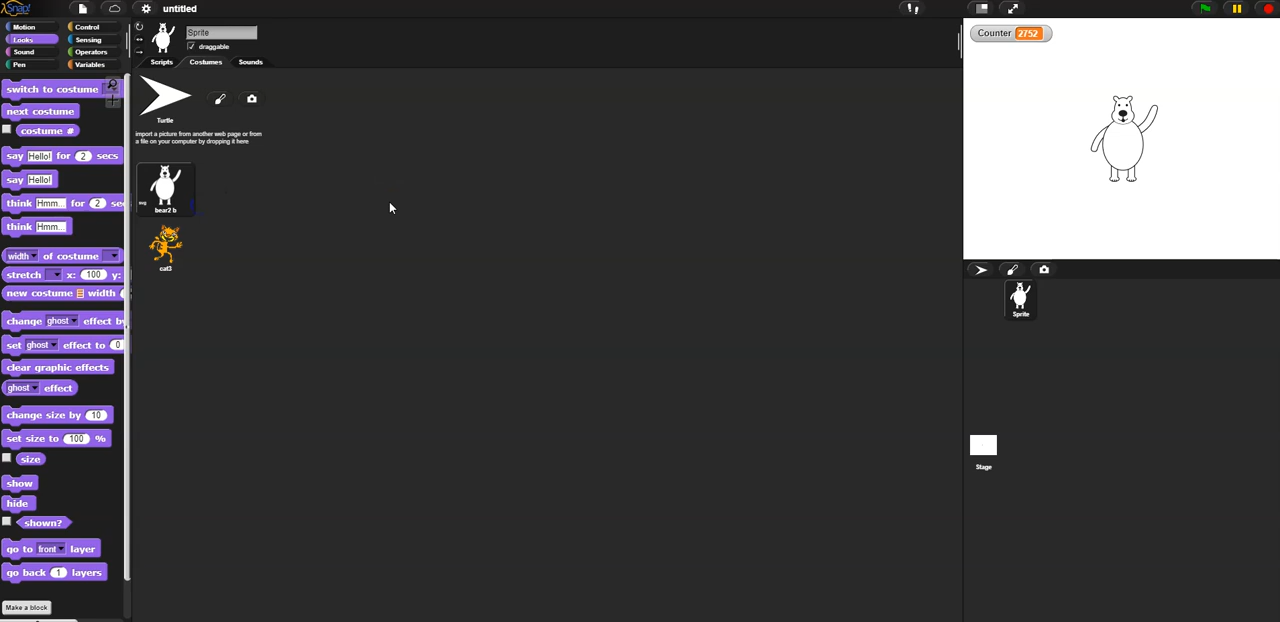 Snap!
untitled
Motion
Control
Looks
Sensing
Sound
Operators
Pen
Variables
Sprite
draggable
Scripts
Costumes
Sounds
Counter 2752
switch to costume
next costume
costume #
say Hello! for 2 secs
say Hello!
think Hmm... for 2 sec
think Hmm...
width of costume
stretch x: 100 y:
new costume width
change ghost effect by
set ghost effect to 0
clear graphic effects
ghost effect
change size by 10
set size to 100 %
size
show
hide
shown?
go to front layer
go back 1 layers
Make a block
Turtle
import a picture from another web page or from
a file on your computer by dropping it here
svg
bear2 b
cat3
Sprite
Stage